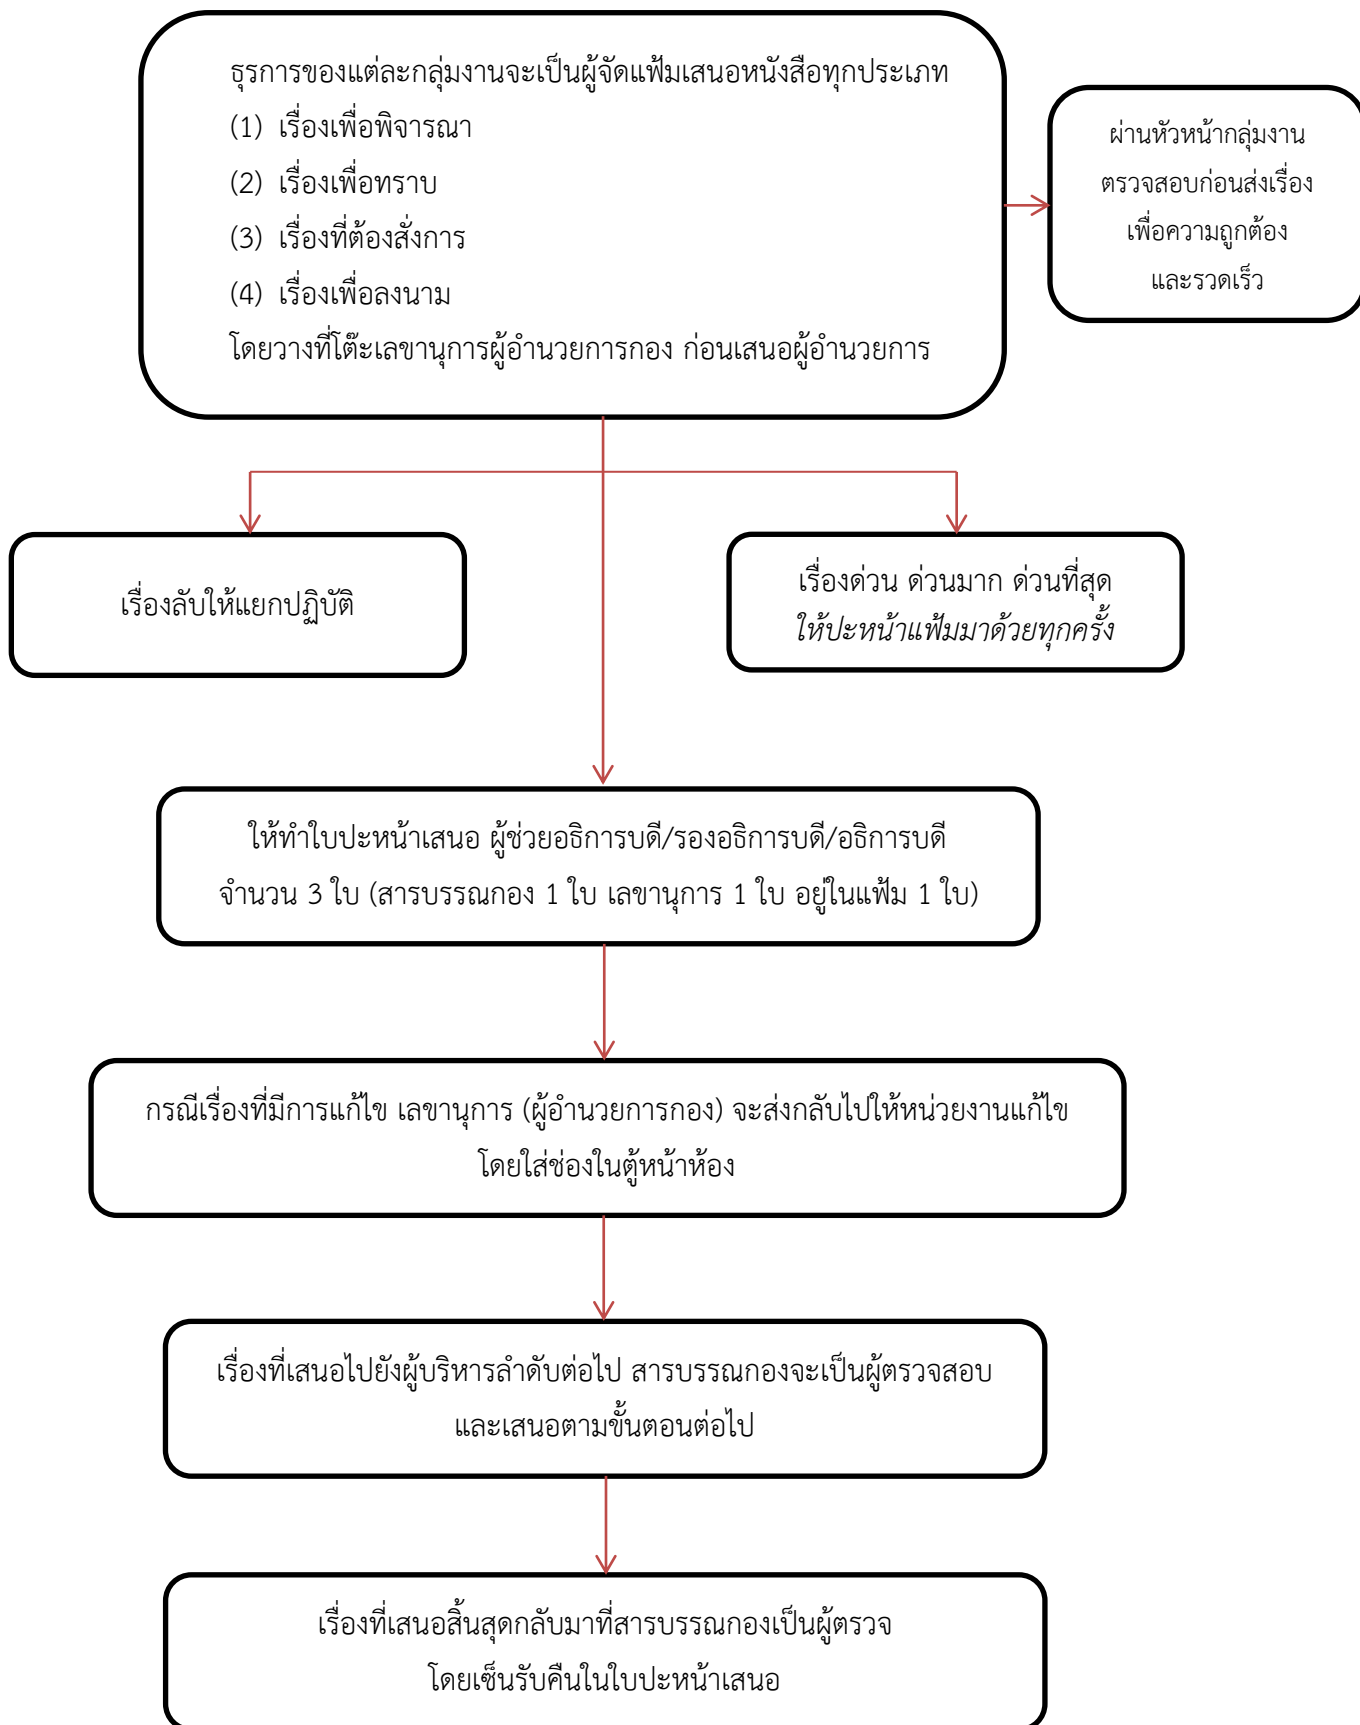 ธุรการของแต่ละกลุ่มงานจะเป็นผู้จัดแฟ้มเสนอหนังสือทุกประเภท
(1) เรื่องเพื่อพิจารณา
(2) เรื่องเพื่อทราบ
(3) เรื่องที่ต้องสั่งการ
(4) เรื่องเพื่อลงนาม
โดยวางที่โต๊ะเลขานุการผู้อำนวยการกอง ก่อนเสนอผู้อำนวยการ
ผ่านหัวหน้ากลุ่มงาน
ตรวจสอบก่อนส่งเรื่อง
เพื่อความถูกต้อง
และรวดเร็ว
เรื่องลับให้แยกปฏิบัติ
เรื่องด่วน ด่วนมาก ด่วนที่สุด
ให้ปะหน้าแฟ้มมาด้วยทุกครั้ง
ให้ทำใบปะหน้าเสนอ ผู้ช่วยอธิการบดี/รองอธิการบดี/อธิการบดี
จำนวน 3 ใบ (สารบรรณกอง 1 ใบ เลขานุการ 1 ใบ อยู่ในแฟ้ม 1 ใบ)
กรณีเรื่องที่มีการแก้ไข เลขานุการ (ผู้อำนวยการกอง) จะส่งกลับไปให้หน่วยงานแก้ไข
โดยใส่ช่องในตู้หน้าห้อง
เรื่องที่เสนอไปยังผู้บริหารลำดับต่อไป สารบรรณกองจะเป็นผู้ตรวจสอบ
และเสนอตามขั้นตอนต่อไป
เรื่องที่เสนอสิ้นสุดกลับมาที่สารบรรณกองเป็นผู้ตรวจ
โดยเซ็นรับคืนในใบปะหน้าเสนอ